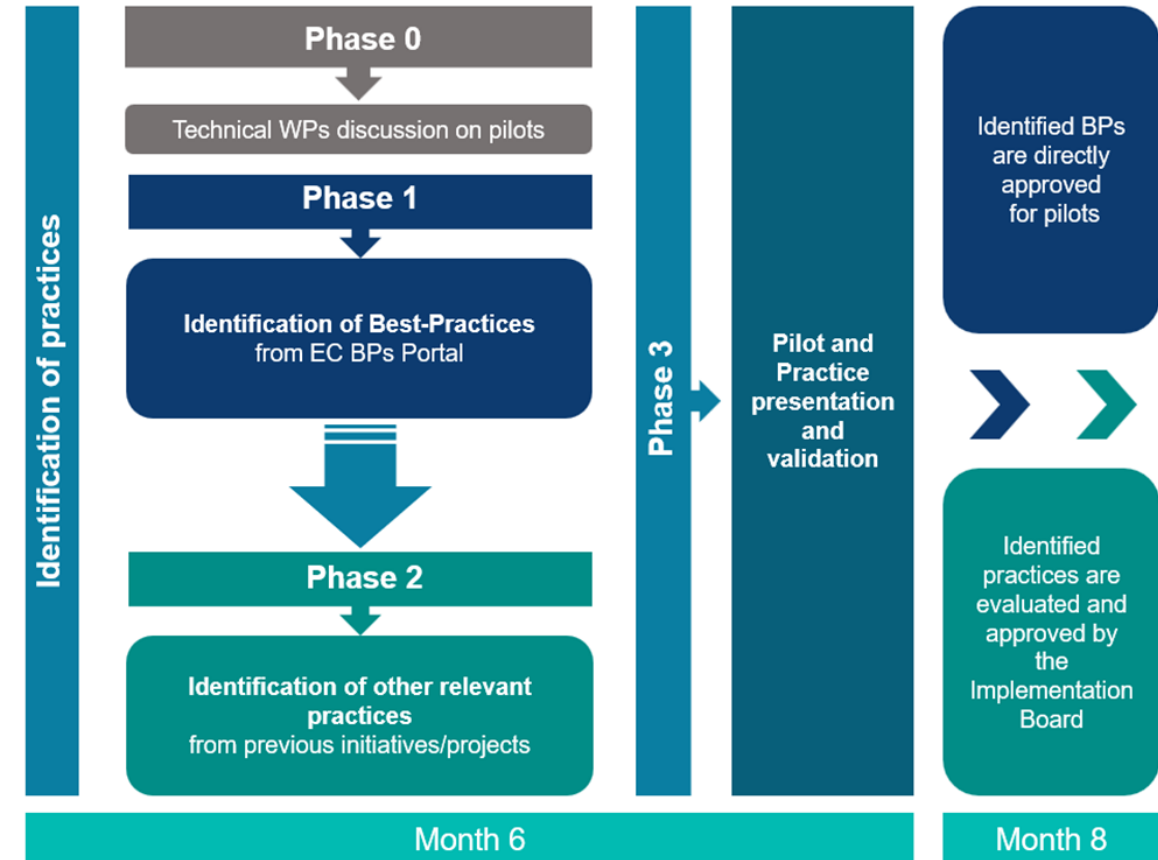 Identification of practices
Phase 0
Technical WPs discussion on pilots
Phase 1
Identification of Best-Practices
from EC BPs Portal
Phase 2
Identification of other relevant
practices
from previous initiatives/projects
Phase 3
Pilot and
Practice
presentation
and
validation
Identified BPs
are directly
approved
for pilots
Identified
practices are
evaluated and
approved by
the
Implementation
Board
Month 6
Month 8